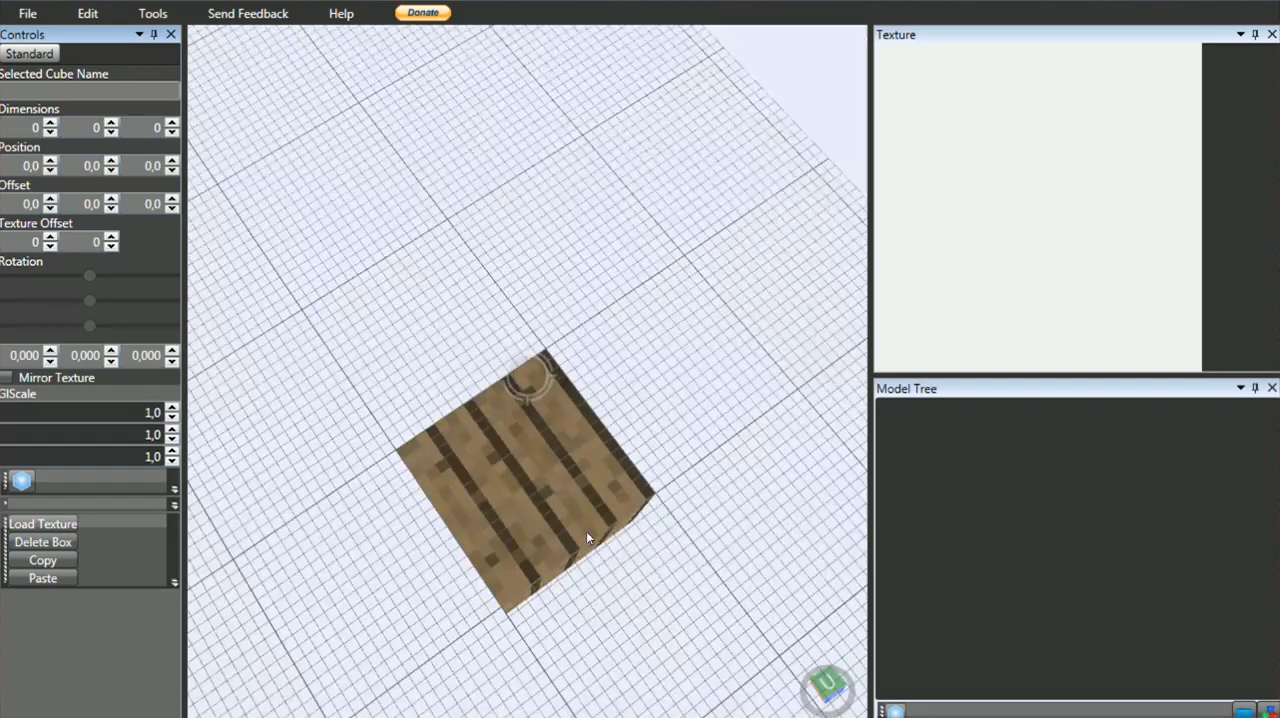 File Edit Tools Send Feedback Help Donate
Controls
Standard
Selected Cube Name
Dimensions
0 0 0
Position
0,0 0,0 0,0
Offset
0,0 0,0 0,0
Texture Offset
0 0
Rotation
0,000 0,000 0,000
Mirror Texture
GlScale
1,0
1,0
1,0
Load Texture
Delete Box
Copy
Paste
U
Texture
Model Tree